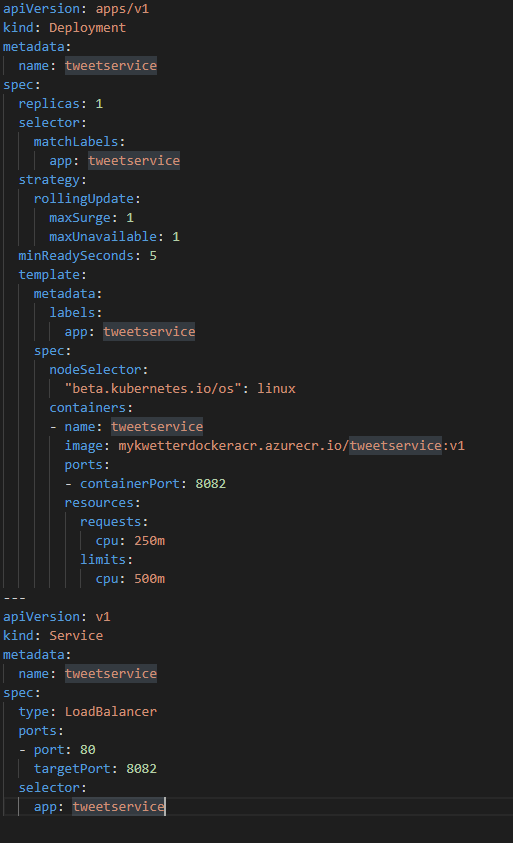 apiVersion: apps/v1
kind: Deployment
metadata:
  name: tweetservice
spec:
  replicas: 1
  selector:
    matchLabels:
      app: tweetservice
  strategy:
    rollingUpdate:
      maxSurge: 1
      maxUnavailable: 1
  minReadySeconds: 5
  template:
    metadata:
      labels:
        app: tweetservice
    spec:
      nodeSelector:
        "beta.kubernetes.io/os": linux
      containers:
      - name: tweetservice
        image: mykwetterdockeracr.azurecr.io/tweetservice:v1
        ports:
        - containerPort: 8082
        resources:
          requests:
            cpu: 250m
          limits:
            cpu: 500m
---
apiVersion: v1
kind: Service
metadata:
  name: tweetservice
spec:
  type: LoadBalancer
  ports:
  - port: 80
    targetPort: 8082
  selector:
    app: tweetservice